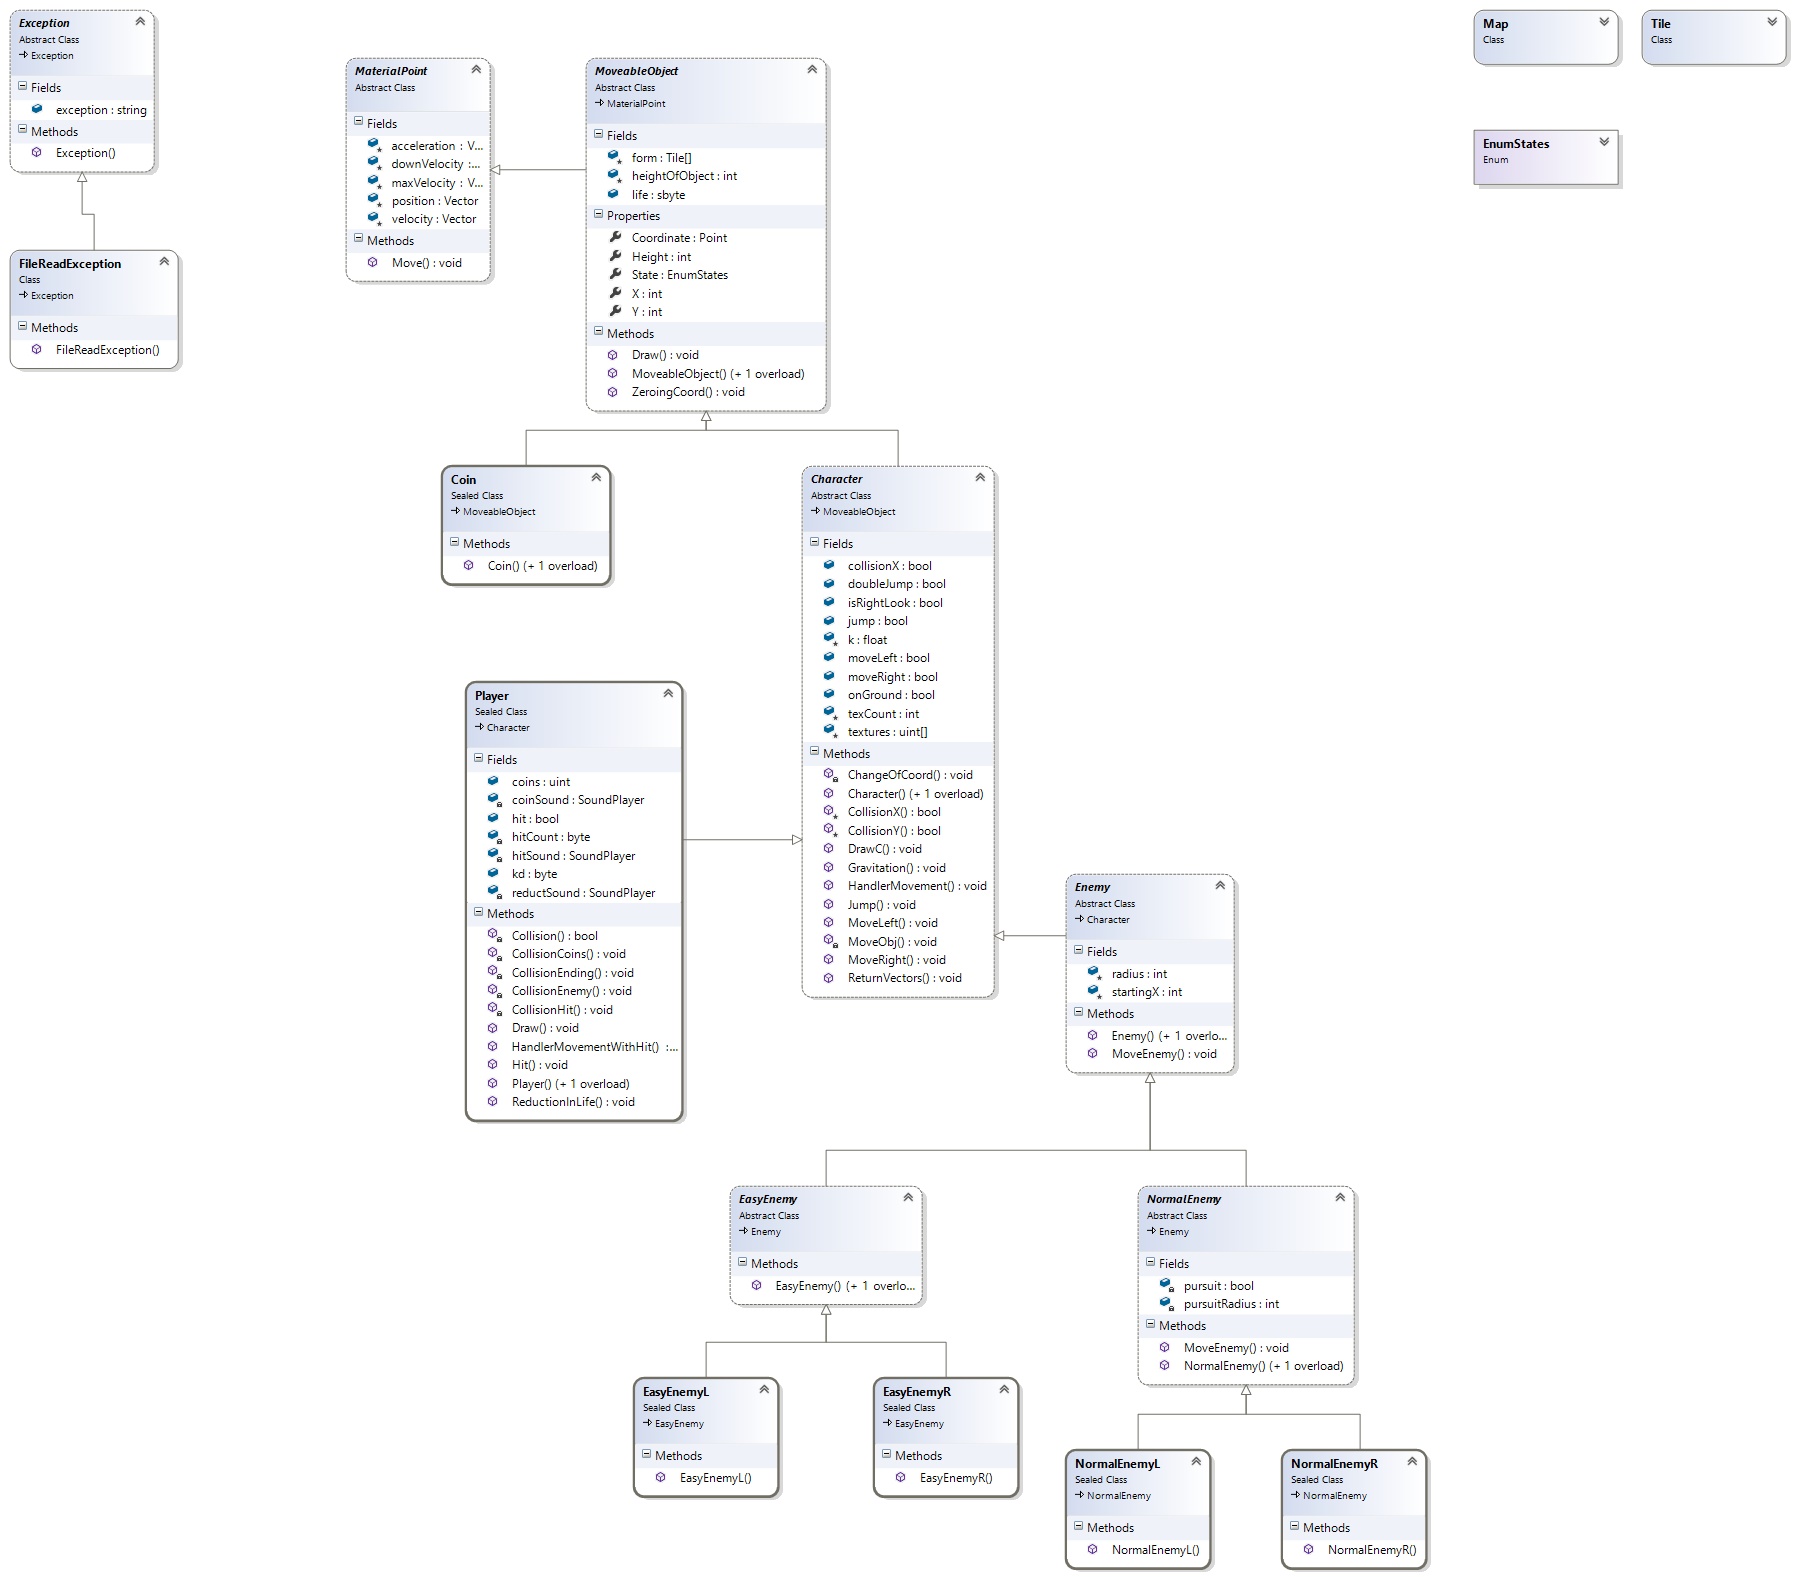 Exception
Abstract Class
Exception
Fields
exception : string
Methods
Exception()
FileReadException
Class
Exception
Methods
FileReadException()
MaterialPoint
Abstract Class
Fields
acceleration : V...
downVelocity :...
maxVelocity : V...
position : Vector
velocity : Vector
Methods
Move() : void
MoveableObject
Abstract Class
MaterialPoint
Fields
form : Tile[]
heightOfObject : int
life : sbyte
Properties
Coordinate : Point
Height : int
State : EnumStates
X : int
Y : int
Methods
Draw() : void
MoveableObject() (+ 1 overload)
ZeroingCoord() : void
Map
Class
Tile
Class
EnumStates
Enum
Coin
Sealed Class
MoveableObject
Methods
Coin() (+ 1 overload)
Character
Abstract Class
MoveableObject
Fields
collisionX : bool
doubleJump : bool
isRightLook : bool
jump : bool
k : float
moveLeft : bool
moveRight : bool
onGround : bool
texCount : int
textures : uint[]
Methods
ChangeOfCoord() : void
Character() (+ 1 overload)
CollisionX() : bool
CollisionY() : bool
DrawC() : void
Gravitation() : void
HandlerMovement() : void
Jump() : void
MoveLeft() : void
MoveObj() : void
MoveRight() : void
ReturnVectors() : void
Player
Sealed Class
Character
Fields
coins : uint
coinSound : SoundPlayer
hit : bool
hitCount : byte
hitSound : SoundPlayer
kd : byte
reductSound : SoundPlayer
Methods
Collision() : bool
CollisionCoins() : void
CollisionEnding() : void
CollisionEnemy() : void
CollisionHit() : void
Draw() : void
HandlerMovementWithHit() :...
Hit() : void
Player() (+ 1 overload)
ReductionInLife() : void
Enemy
Abstract Class
Character
Fields
radius : int
startingX : int
Methods
Enemy() (+ 1 overlo...
MoveEnemy() : void
EasyEnemy
Abstract Class
Enemy
Methods
EasyEnemy() (+ 1 overlo...
NormalEnemy
Abstract Class
Enemy
Fields
pursuit : bool
pursuitRadius : int
Methods
MoveEnemy() : void
NormalEnemy() (+ 1 overload)
EasyEnemyL
Sealed Class
EasyEnemy
Methods
EasyEnemyL()
EasyEnemyR
Sealed Class
EasyEnemy
Methods
EasyEnemyR()
NormalEnemyL
Sealed Class
NormalEnemy
Methods
NormalEnemyL()
NormalEnemyR
Sealed Class
NormalEnemy
Methods
NormalEnemyR()